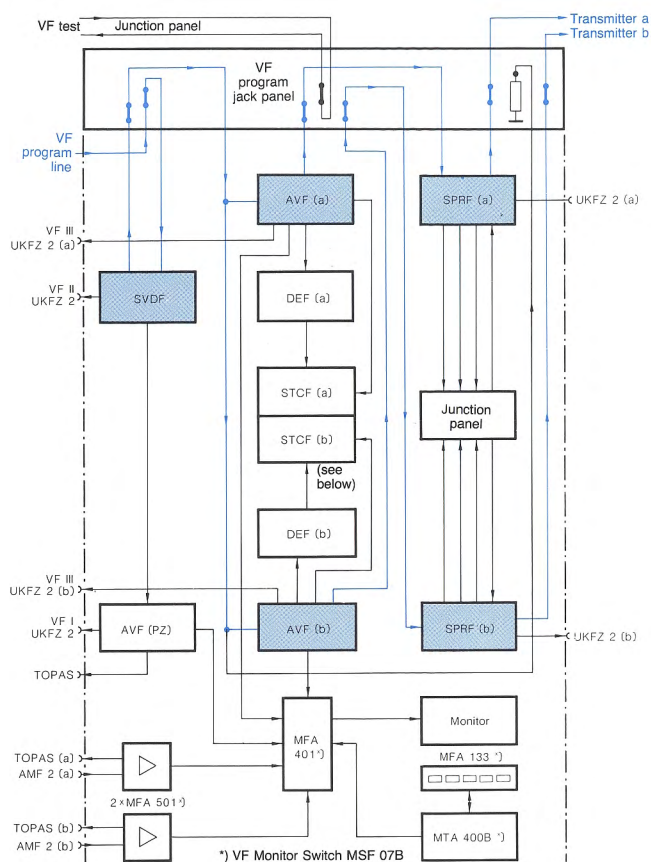 VF test
Junction panel
Transmitter a
Transmitter b
VF
program
jack panel
VF
program
line
AVF (a)
SPRF (a)
UKFZ 2 (a)
VF III
UKFZ 2 (a)
VF II
UKFZ 2
SVDF
DEF (a)
STCF (a)
STCF (b)
(see
below)
Junction
panel
DEF (b)
VF III
UKFZ 2 (b)
VF I
UKFZ 2
AVF (PZ)
AVF (b)
SPRF (b)
UKFZ 2 (b)
TOPAS
MFA
401*)
Monitor
MFA 133 *)
TOPAS (a)
AMF 2 (a)
2×MFA 501*)
TOPAS (b)
AMF 2 (b)
MTA 400B *)
*) VF Monitor Switch MSF 07B